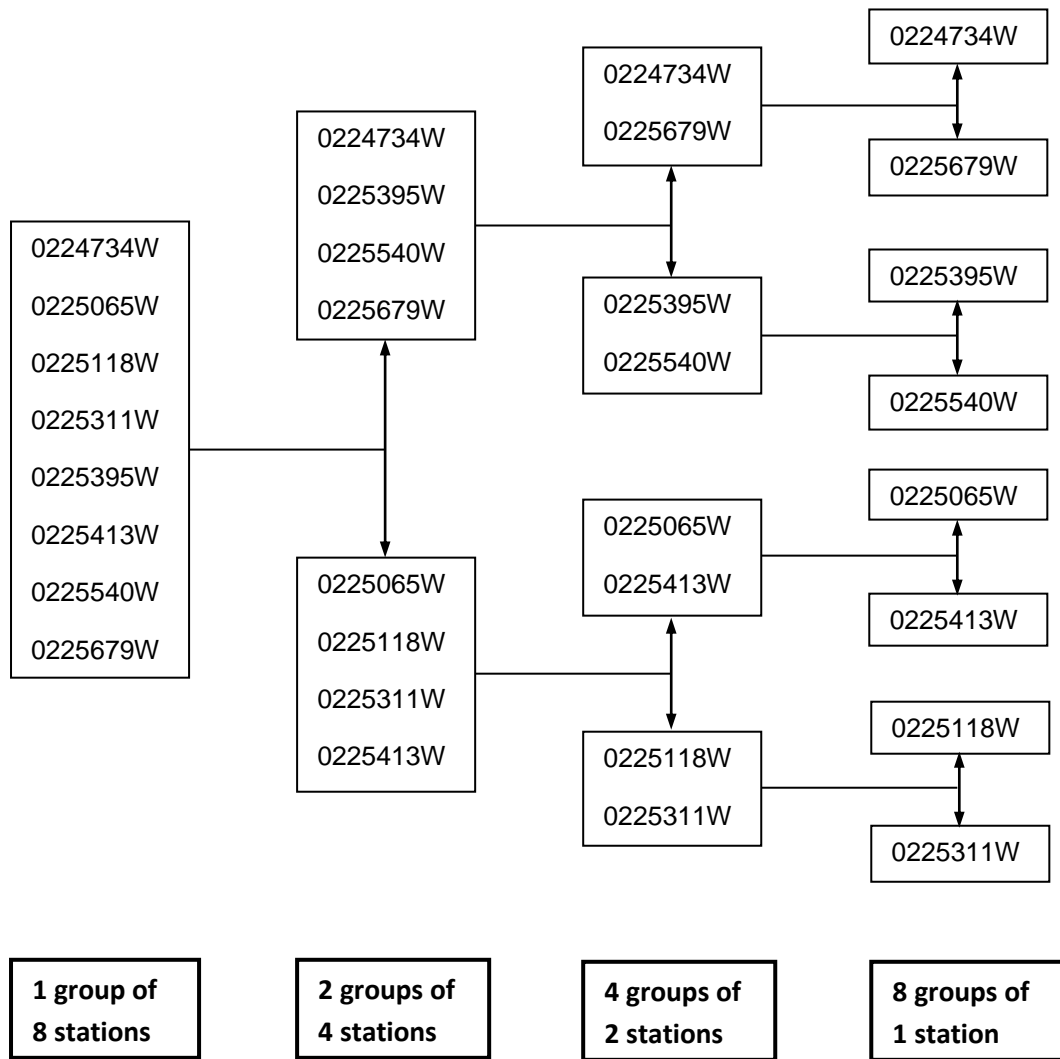 0224734W
0225065W
0225118W
0225311W
0225395W
0225413W
0225540W
0225679W
0224734W
0225395W
0225540W
0225679W
0225065W
0225118W
0225311W
0225413W
0224734W
0225679W
0225395W
0225540W
0225065W
0225413W
0225118W
0225311W
0224734W
0225679W
0225395W
0225540W
0225065W
0225413W
0225118W
0225311W
1 group of
8 stations
2 groups of
4 stations
4 groups of
2 stations
8 groups of
1 station